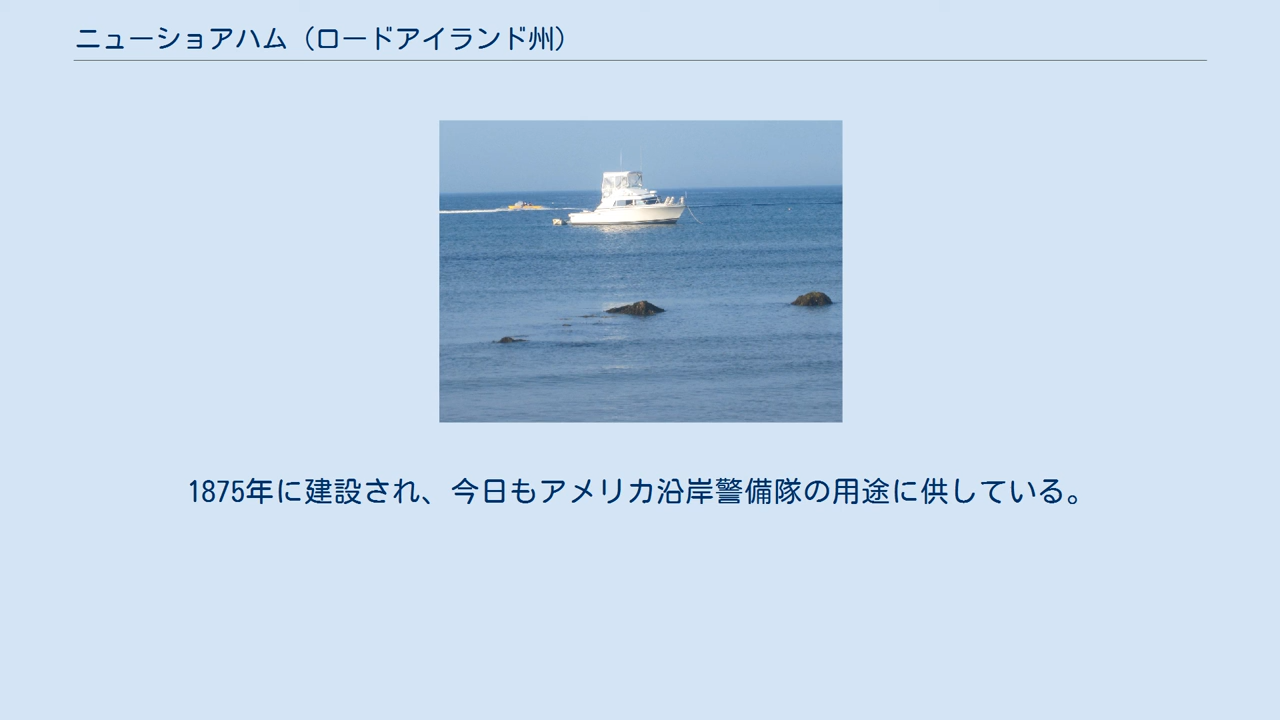 ニューショアハム（ロードアイランド州）
1875年に建設され、今日もアメリカ沿岸警備隊の用途に供している。